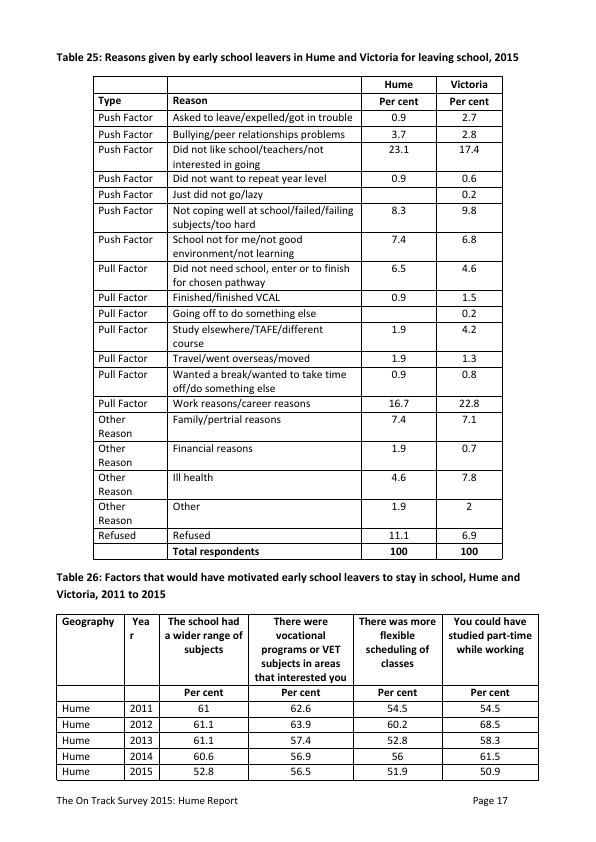 Table 25: Reasons given by early school leavers in Hume and Victoria for leaving school, 2015
Hume Victoria
Type Reason Per cent Per cent
Push Factor Asked to leave/expelled/got in trouble 0.9 2.7
Push Factor Bullying/peer relationships problems 3.7 2.8
Push Factor Did not like school/teachers/not 23.1 17.4
interested in going
Push Factor Did not want to repeat year level 0.9 0.6
Push Factor Just did not go/lazy 0.2
Push Factor Not coping well at school/failed/failing 8.3 9.8
subjects/too hard
Push Factor School not for me/not good 7.4 6.8
environment/not learning
Pull Factor Did not need school, enter or to finish 6.5 4.6
for chosen pathway
Pull Factor Finished/finished VCAL 0.9 1.5
Pull Factor Going off to do something else 0.2
Pull Factor Study elsewhere/TAFE/different 1.9 4.2
course
Pull Factor Travel/went overseas/moved 1.9 1.3
Pull Factor Wanted a break/wanted to take time 0.9 0.8
off/do something else
Pull Factor Work reasons/career reasons 16.7 22.8
Other Family/pertrial reasons 7.4 7.1
Reason
Other Financial reasons 1.9 0.7
Reason
Other Ill health 4.6 7.8
Reason
Other Other 1.9 2
Reason
Refused Refused 11.1 6.9
Total respondents 100 100
Table 26: Factors that would have motivated early school leavers to stay in school, Hume and
Victoria, 2011 to 2015
Geography Yea The school had There were There was more You could have
r a wider range of vocational flexible studied part-time
subjects programs or VET scheduling of while working
subjects in areas classes
that interested you
Per cent Per cent Per cent Per cent
Hume 2011 61 62.6 54.5 54.5
Hume 2012 61.1 63.9 60.2 68.5
Hume 2013 61.1 57.4 52.8 58.3
Hume 2014 60.6 56.9 56 61.5
Hume 2015 52.8 56.5 51.9 50.9
The On Track Survey 2015: Hume Report Page 17